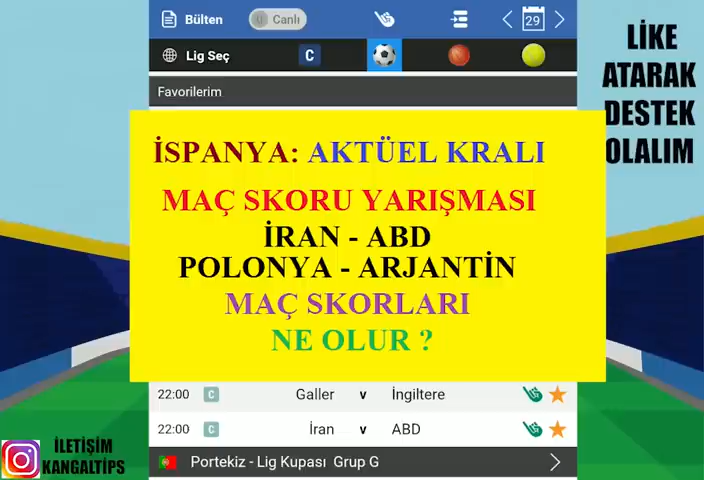 Bülten
Canlı
29
Lig Seç
C
Favorilerim
LİKE
ATARAK
DESTEK
OLALIM
İSPANYA: AKTÜEL KRALI
MAÇ SKORU YARIŞMASI
İRAN - ABD
POLONYA - ARJANTİN
MAÇ SKORLARI
NE OLUR ?
22:00 C Galler v İngiltere
22:00 C İran v ABD
Portekiz - Lig Kupası Grup G
İLETİŞİM
KANGALTİPS